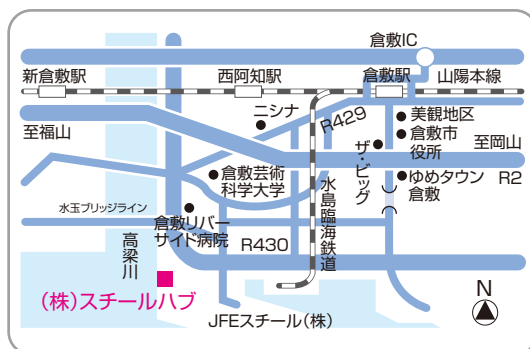 倉敷IC
新倉敷駅
西阿知駅
倉敷駅
山陽本線
ニシナ
R429
美観地区
倉敷市
役所
至福山
ザ・ビッグ
至岡山
R2
倉敷芸術
科学大学
ゆめタウン
倉敷
水島臨海鉄道
水玉ブリッジライン
倉敷リバー
サイド病院
高梁川
R430
(株)スチールハブ
JFEスチール(株)
N